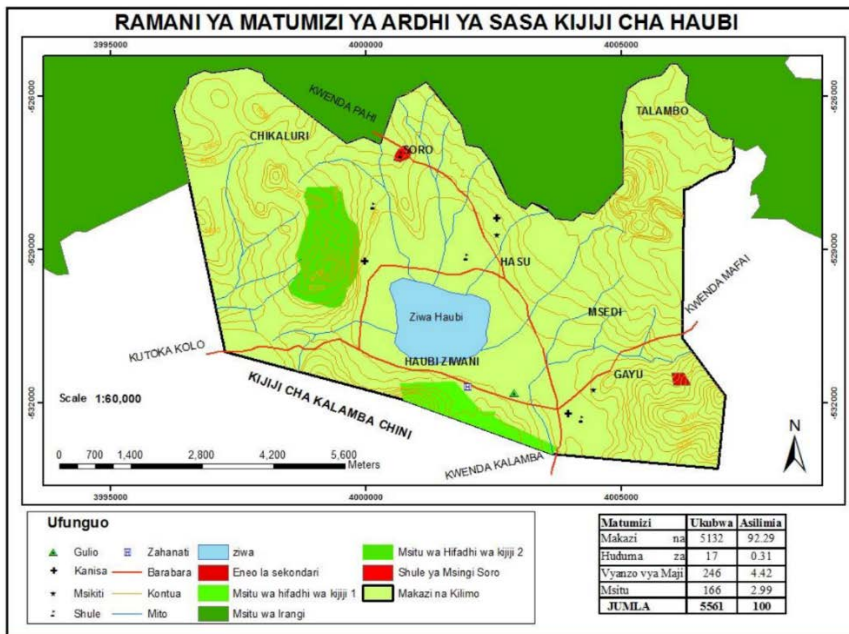 RAMANI YA MATUMIZI YA ARDHI YA SASA KIJIJI CHA HAUBI
3995000 4000000 4005000
-626000 -626000
-629000 -629000
-632000 -632000
KWENDA PAHI
TALAMBO
CHIKALURI
SORO
HASU
KWENDA MAFAI
Ziwa Haubi
MSEDI
KUTOKA KOLO
HAUBI ZIWANI
GAYU
Scale 1:60,000
KIJIJI CHA KALAMBA CHINI
N
0 700 1,400 2,800 4,200 5,600
Meters
KWENDA KALAMBA
3995000 4000000 4005000
Ufunguo
Gulio
Kanisa
Msikiti
Shule
Zahanati
Barabara
Kontua
Mito
ziwa
Eneo la sekondari
Msitu wa hifadhi wa kijiji 1
Msitu wa Irangi
Msitu wa Hifadhi wa kijiji 2
Shule ya Msingi Soro
Makazi na Kilimo
Matumizi Ukubwa Asilimia
Makazi na 5132 92.29
Huduma za 17 0.31
Vyanzo vya Maji 246 4.42
Msitu 166 2.99
JUMLA 5561 100